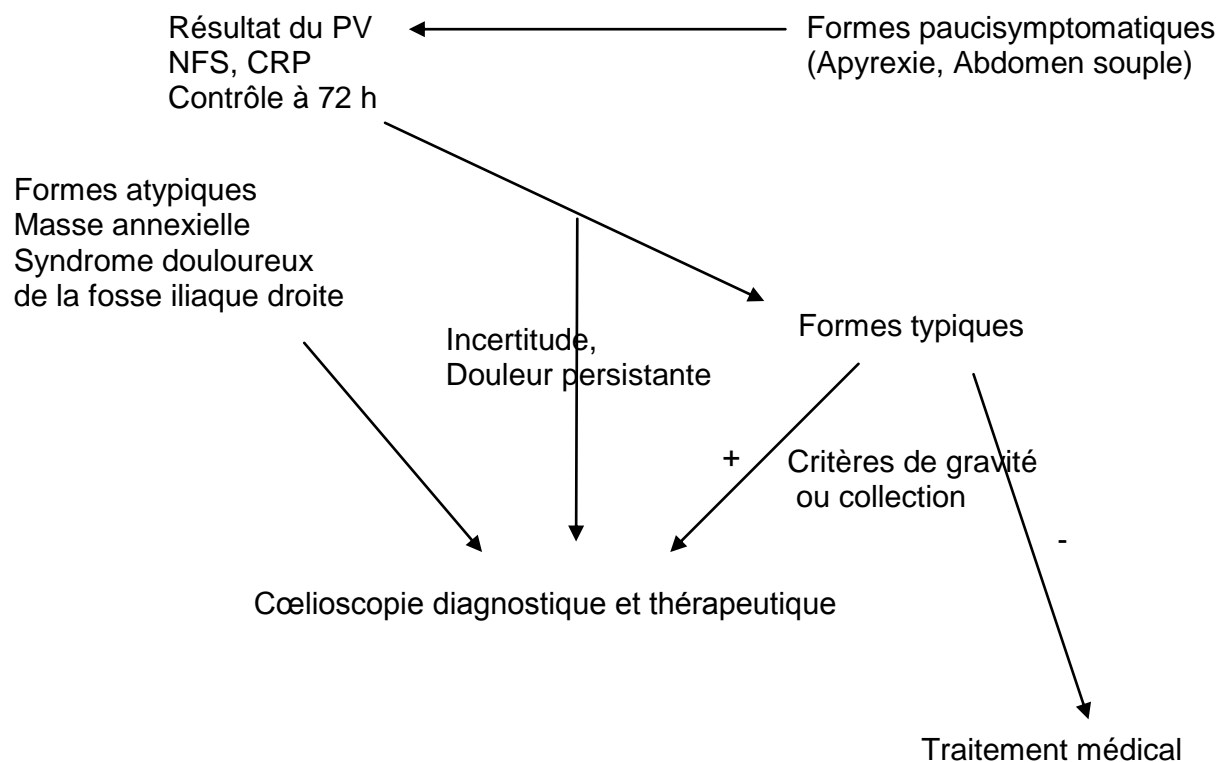 Résultat du PV
NFS, CRP
Contrôle à 72 h
Formes paucisymptomatiques
(Apyrexie, Abdomen souple)
Formes atypiques
Masse annexielle
Syndrome douloureux
de la fosse iliaque droite
Incertitude,
Douleur persistante
Formes typiques
+
Critères de gravité
ou collection
-
Cœlioscopie diagnostique et thérapeutique
Traitement médical